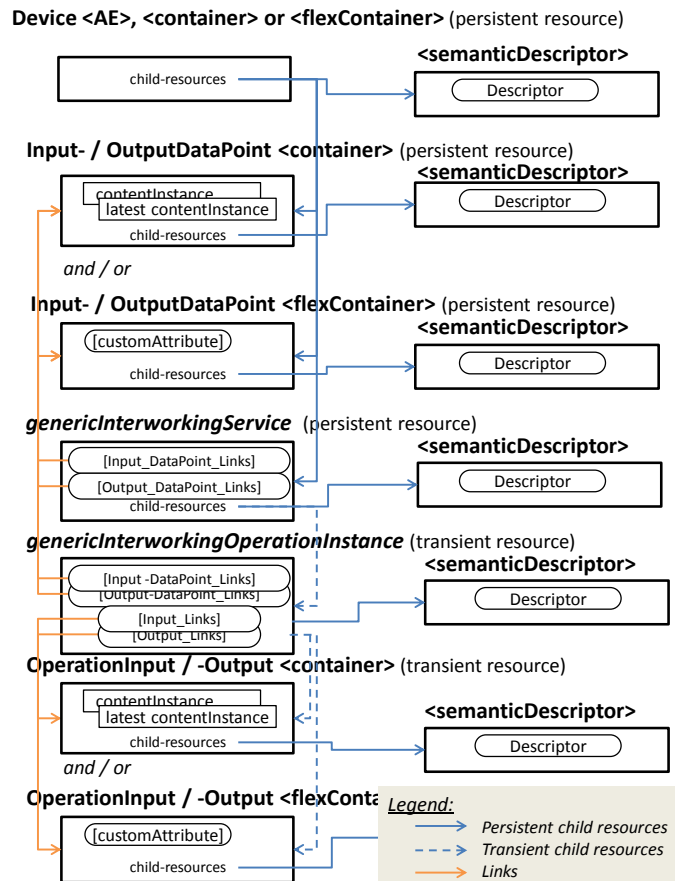 Device <AE>, <container> or <flexContainer> (persistent resource)
<semanticDescriptor>
child-resources
Descriptor
Input- / OutputDataPoint <container> (persistent resource)
<semanticDescriptor>
contentInstance
latest contentInstance
Descriptor
child-resources
and / or
Input- / OutputDataPoint <flexContainer> (persistent resource)
<semanticDescriptor>
[customAttribute]
Descriptor
child-resources
genericInterworkingService (persistent resource)
<semanticDescriptor>
[Input_DataPoint_Links]
[Output_DataPoint_Links]
Descriptor
child-resources
genericInterworkingOperationInstance (transient resource)
<semanticDescriptor>
[Input -DataPoint_Links]
[Output-DataPoint_Links]
Descriptor
[Input_Links]
[Output_Links]
OperationInput / -Output <container> (transient resource)
contentInstance
<semanticDescriptor>
latest contentInstance
child-resources
Descriptor
and / or
OperationInput / -Output <flexConta
Legend:
[customAttribute]
Persistent child resources
Transient child resources
child-resources
Links